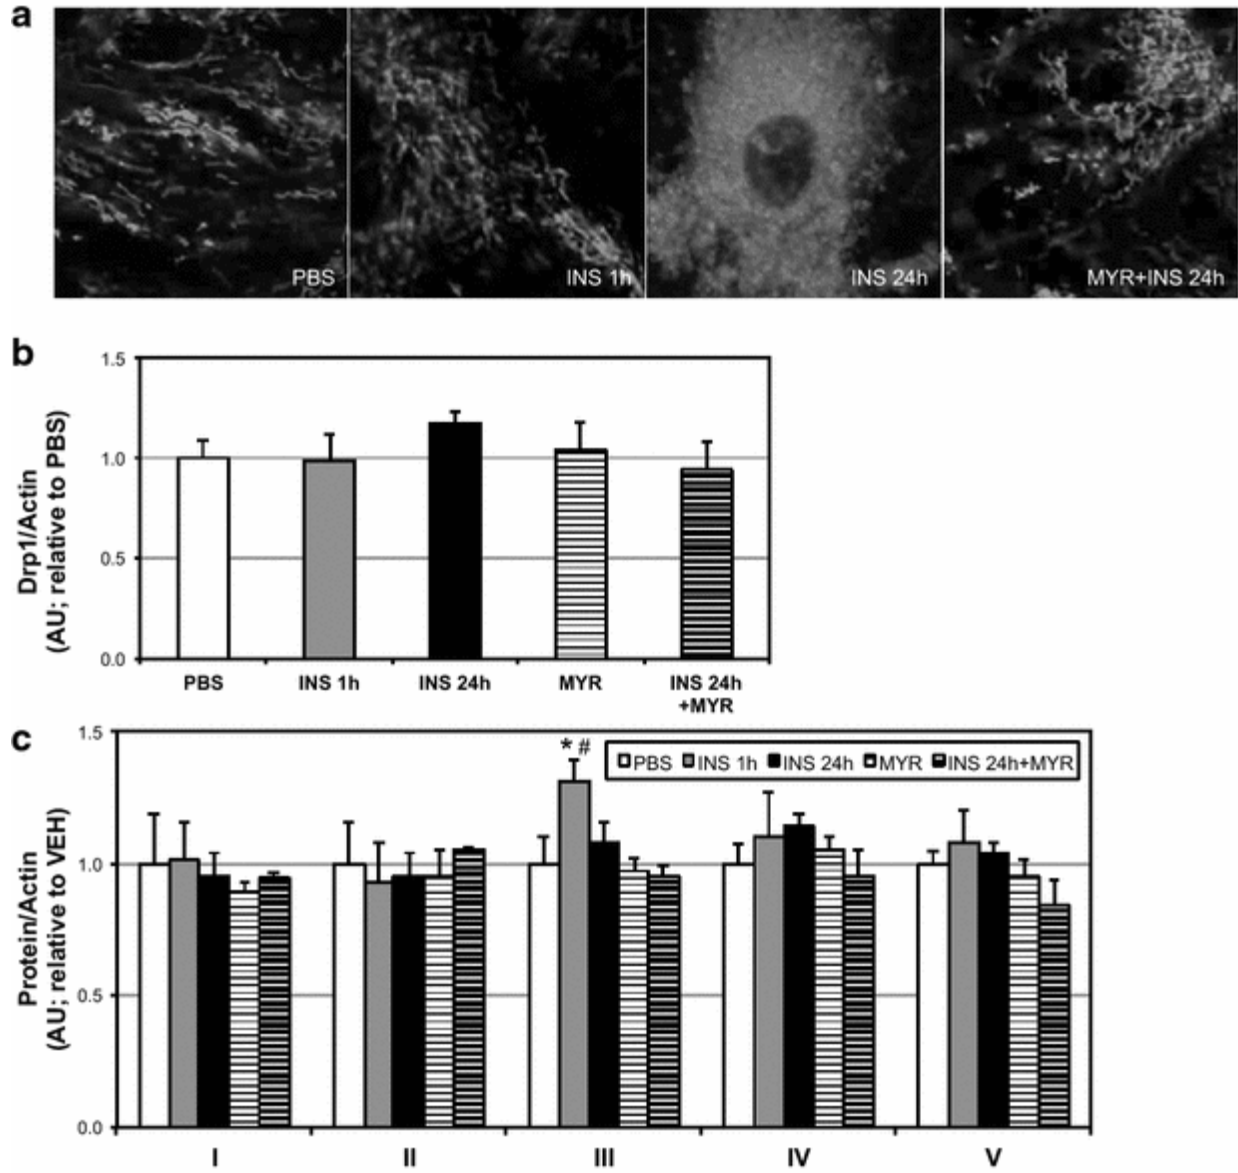 a
PBS
INS 1h
INS 24h
MYR+INS 24h
b
Drp1/Actin
(AU; relative to PBS)
1.5
1.0
0.5
0.0
PBS
INS 1h
INS 24h
MYR
INS 24h
+MYR
c
Protein/Actin
(AU; relative to VEH)
1.5
1.0
0.5
0.0
* #
PBS INS 1h INS 24h MYR INS 24h+MYR
I
II
III
IV
V